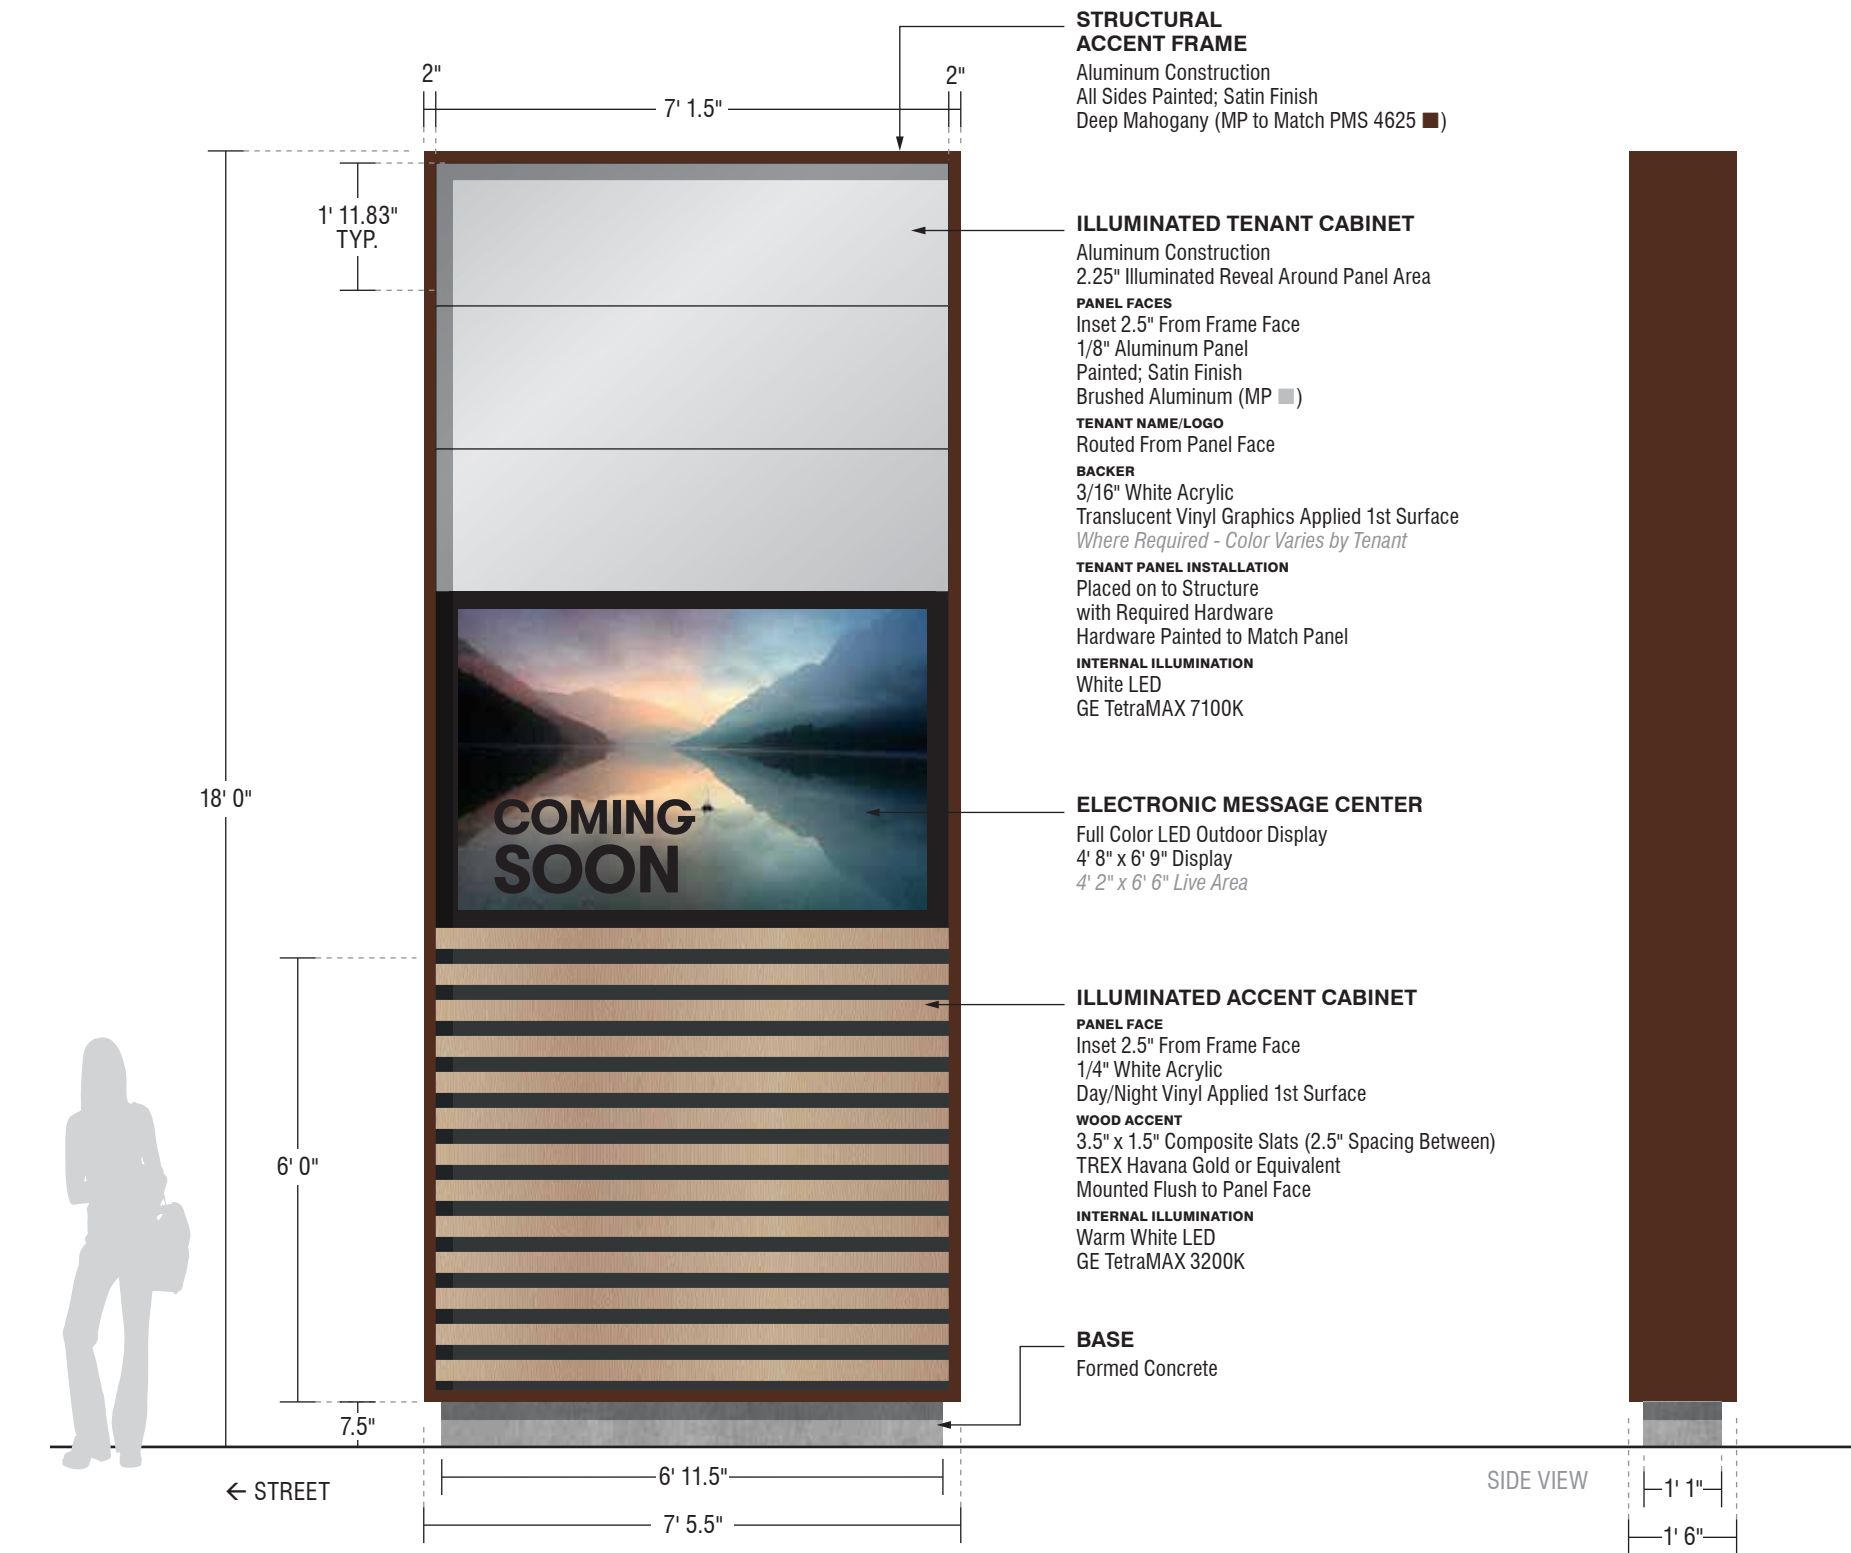 2"
2"
7' 1.5"
1' 11.83"
TYP.
18' 0"
6' 0"
7.5"
COMING
SOON
← STREET
6' 11.5"
7' 5.5"
STRUCTURAL
ACCENT FRAME
Aluminum Construction
All Sides Painted; Satin Finish
Deep Mahogany (MP to Match PMS 4625 ■)
ILLUMINATED TENANT CABINET
Aluminum Construction
2.25" Illuminated Reveal Around Panel Area
PANEL FACES
Inset 2.5" From Frame Face
1/8" Aluminum Panel
Painted; Satin Finish
Brushed Aluminum (MP ■)
TENANT NAME/LOGO
Routed From Panel Face
BACKER
3/16" White Acrylic
Translucent Vinyl Graphics Applied 1st Surface
Where Required - Color Varies by Tenant
TENANT PANEL INSTALLATION
Placed on to Structure
with Required Hardware
Hardware Painted to Match Panel
INTERNAL ILLUMINATION
White LED
GE TetraMAX 7100K
ELECTRONIC MESSAGE CENTER
Full Color LED Outdoor Display
4' 8" x 6' 9" Display
4' 2" x 6' 6" Live Area
ILLUMINATED ACCENT CABINET
PANEL FACE
Inset 2.5" From Frame Face
1/4" White Acrylic
Day/Night Vinyl Applied 1st Surface
WOOD ACCENT
3.5" x 1.5" Composite Slats (2.5" Spacing Between)
TREX Havana Gold or Equivalent
Mounted Flush to Panel Face
INTERNAL ILLUMINATION
Warm White LED
GE TetraMAX 3200K
BASE
Formed Concrete
SIDE VIEW
1' 1"
1' 6"